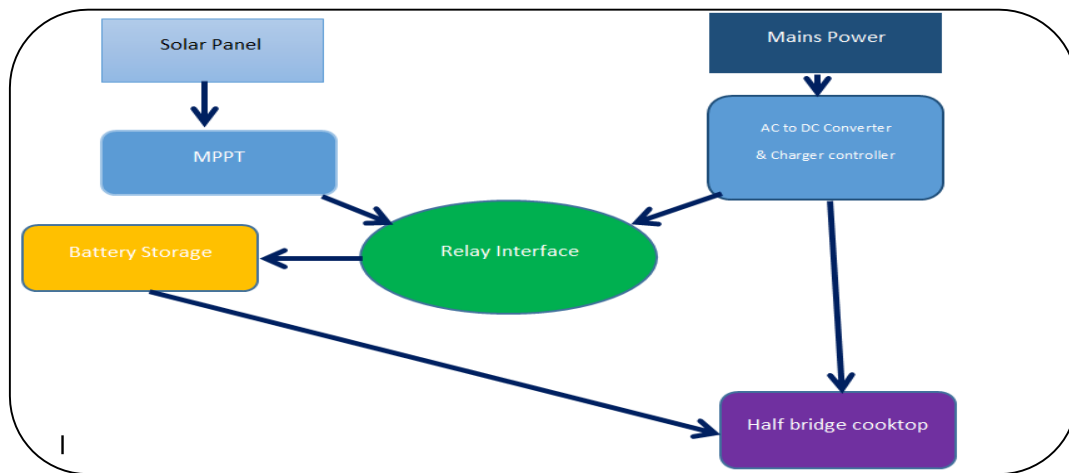 Solar Panel
Mains Power
MPPT
AC to DC Converter
& Charger controller
Battery Storage
Relay Interface
Half bridge cooktop
I